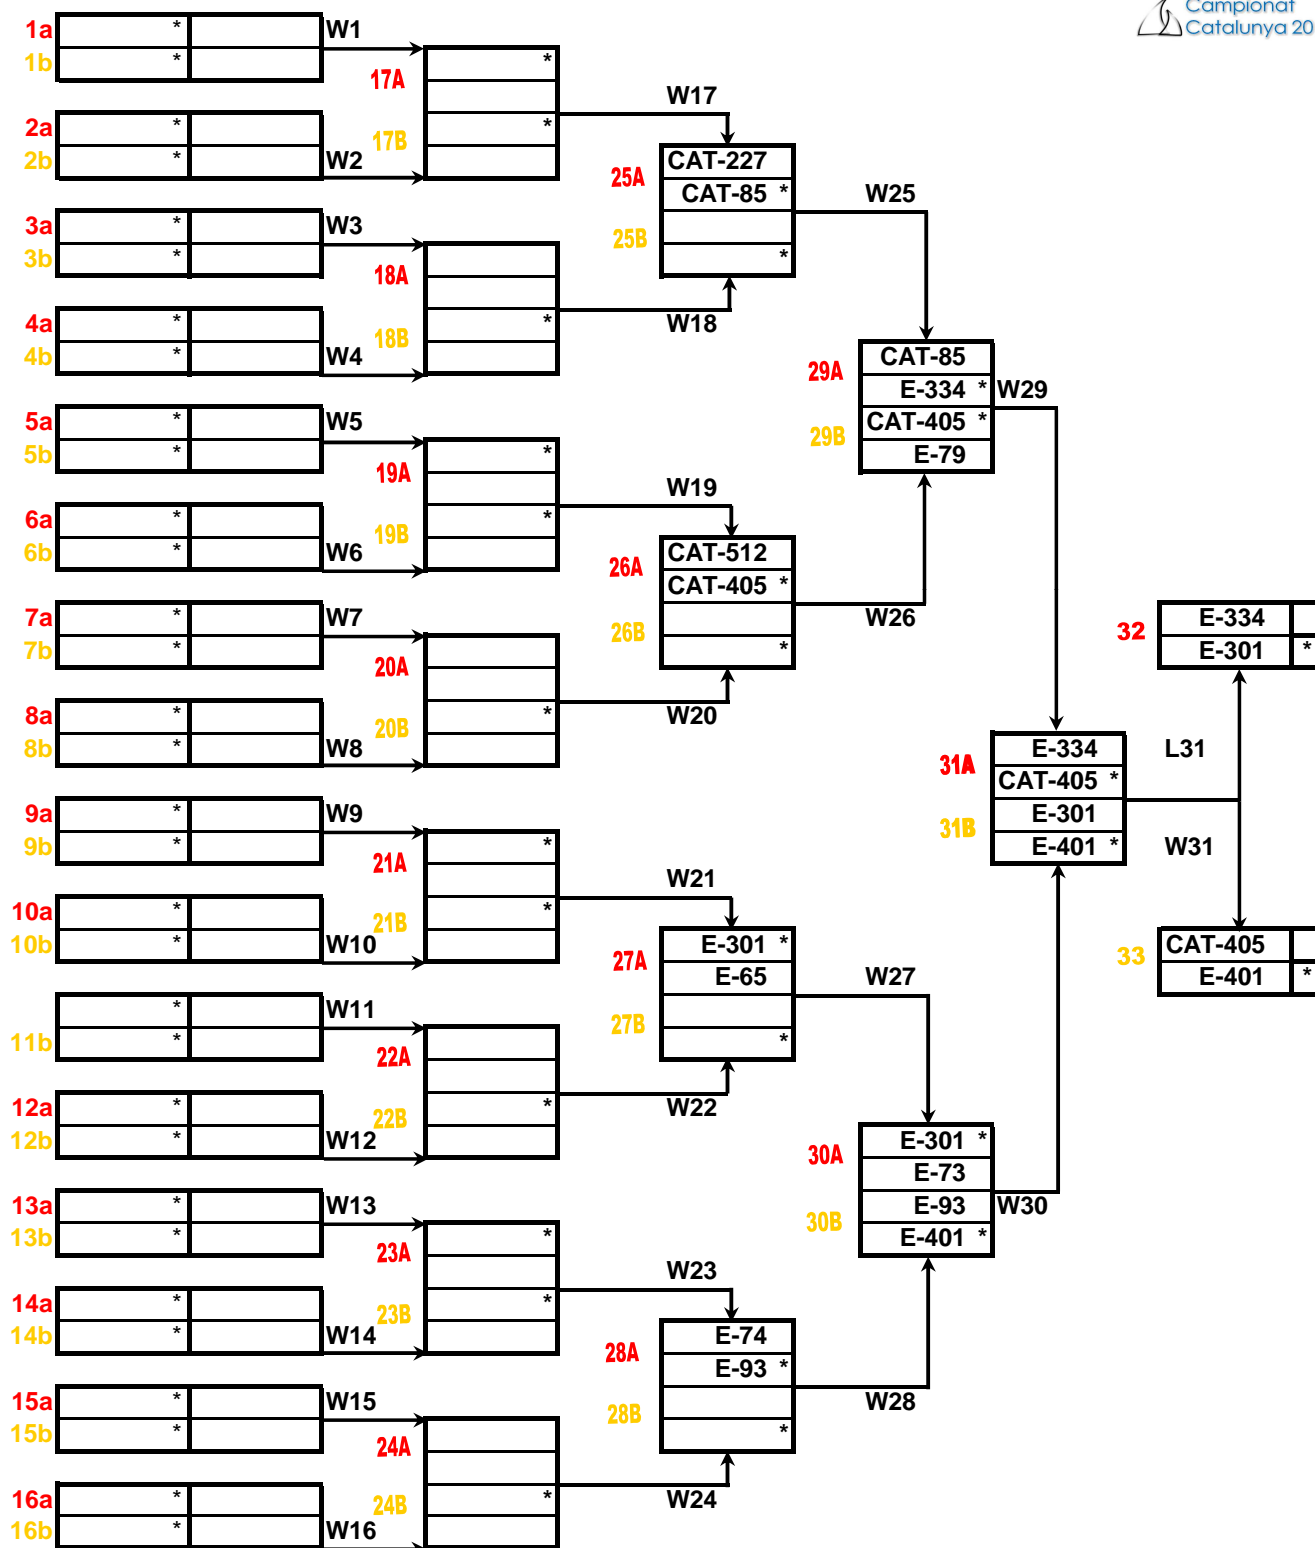 Campionat
Catalunya 20
1a * W1
1b *
17A *
17B *
2a *
2b * W2
W17
3a * W3
3b *
18A
18B *
4a *
4b * W4
W18
25A CAT-227
CAT-85 *
25B
*
W25
5a * W5
5b *
19A *
19B *
6a *
6b * W6
W19
7a * W7
7b *
20A
20B *
8a *
8b * W8
W20
26A CAT-512
CAT-405 *
26B
*
W26
29A CAT-85
E-334 *
29B CAT-405 *
E-79
W29
9a * W9
9b *
21A *
21B *
10a *
10b * W10
W21
* W11
11b *
22A
22B *
12a *
12b * W12
W22
27A E-301 *
E-65
27B
*
W27
13a * W13
13b *
23A *
23B *
14a *
14b * W14
W23
15a * W15
15b *
24A
24B *
16a *
16b * W16
W24
28A E-74
E-93 *
28B
*
W28
30A E-301 *
E-73
30B E-93
E-401 *
W30
31A E-334
CAT-405 *
31B E-301
E-401 *
L31
W31
32 E-334
E-301 *
33 CAT-405
E-401 *